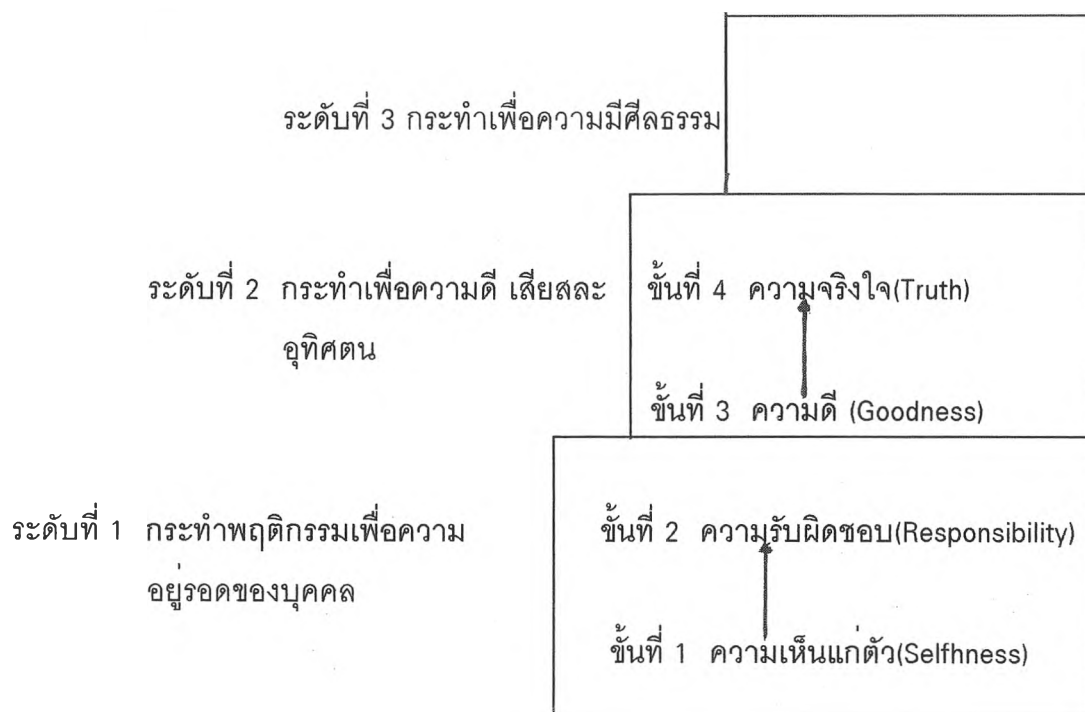 ระดับที่ 3 กระทำเพื่อความมีศีลธรรม
ระดับที่ 2 กระทำเพื่อความดี เสียสละ
อุทิศตน
ขั้นที่ 4 ความจริงใจ(Truth)
ขั้นที่ 3 ความดี (Goodness)
ระดับที่ 1 กระทำพฤติกรรมเพื่อความ
อยู่รอดของบุคคล
ขั้นที่ 2 ความรับผิดชอบ(Responsibility)
ขั้นที่ 1 ความเห็นแก่ตัว(Selfhness)